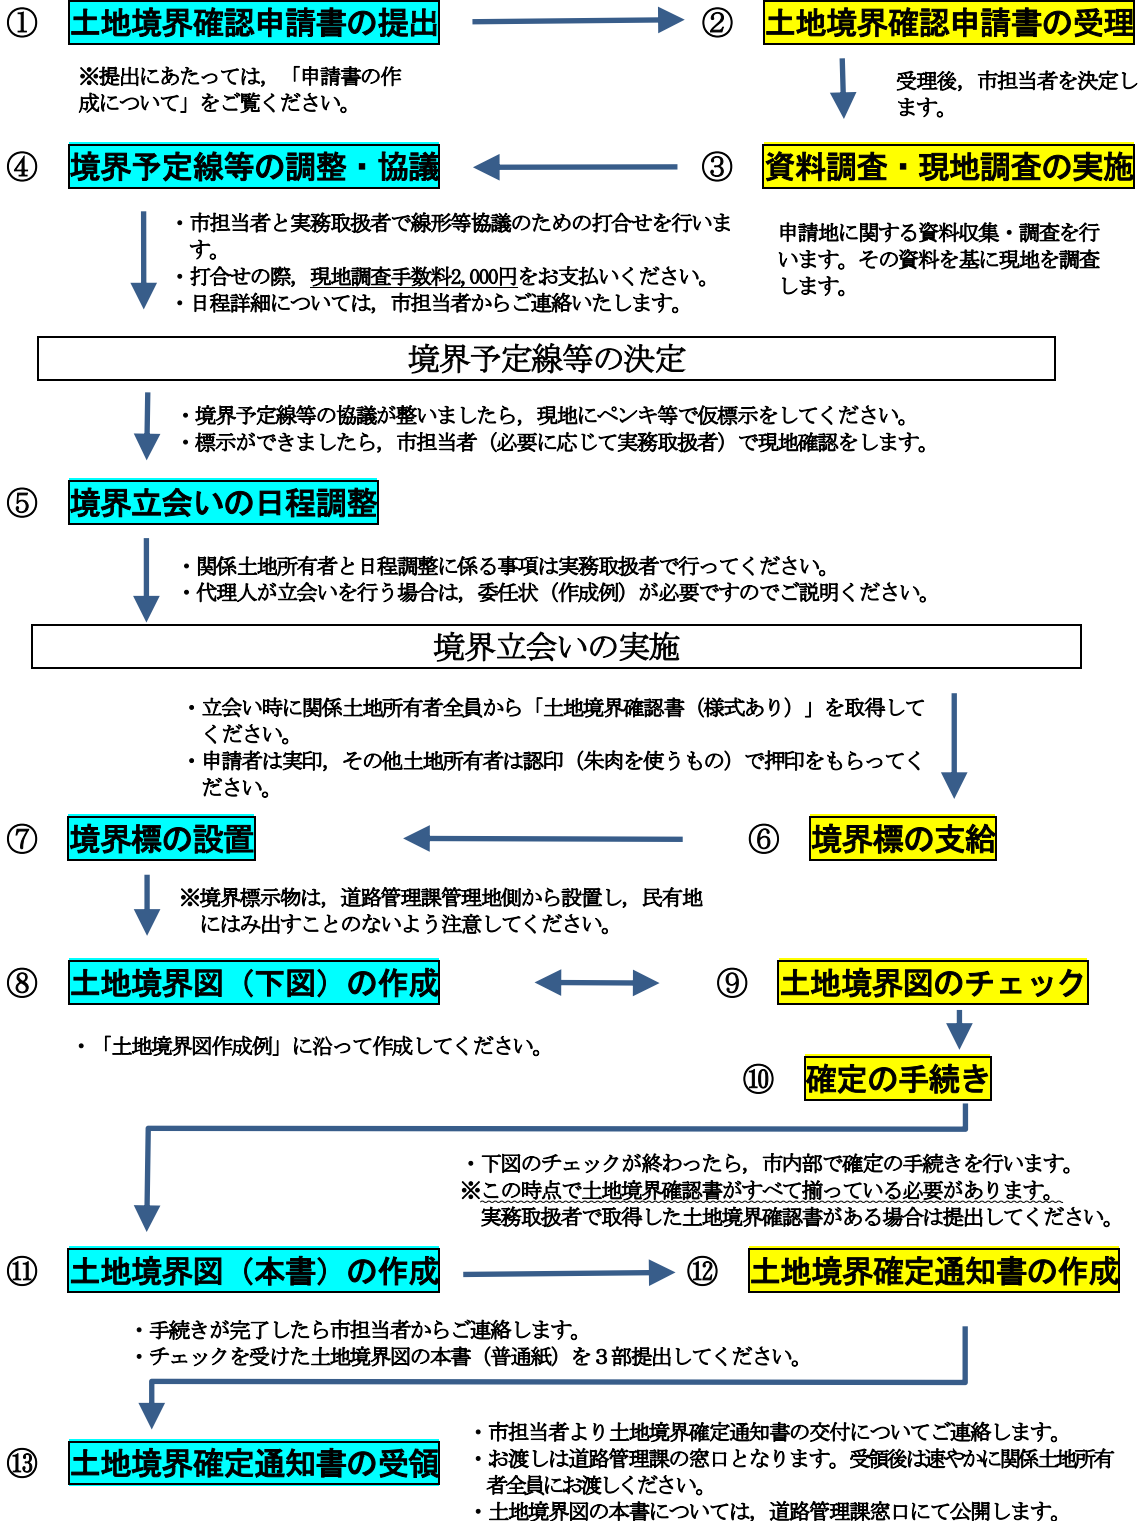 ① 土地境界確認申請書の提出
② 土地境界確認申請書の受理
※提出にあたっては，「申請書の作
成について」をご覧ください。
受理後，市担当者を決定し
ます。
④ 境界予定線等の調整・協議
③ 資料調査・現地調査の実施
・市担当者と実務取扱者で線形等協議のための打合せを行いま
す。
・打合せの際，現地調査手数料2,000円をお支払いください。
・日程詳細については，市担当者からご連絡いたします。
申請地に関する資料収集・調査を行
います。その資料を基に現地を調査
します。
境界予定線等の決定
・境界予定線等の協議が整いましたら，現地にペンキ等で仮標示をしてください。
・標示ができましたら，市担当者（必要に応じて実務取扱者）で現地確認をします。
⑤ 境界立会いの日程調整
・関係土地所有者と日程調整に係る事項は実務取扱者で行ってください。
・代理人が立会いを行う場合は，委任状（作成例）が必要ですのでご説明ください。
境界立会いの実施
・立会い時に関係土地所有者全員から「土地境界確認書（様式あり）」を取得して
ください。
・申請者は実印，その他土地所有者は認印（朱肉を使うもの）で押印をもらってく
ださい。
⑦ 境界標の設置
⑥ 境界標の支給
※境界標示物は，道路管理課管理地側から設置し，民有地
にはみ出すことのないよう注意してください。
⑧ 土地境界図（下図）の作成
⑨ 土地境界図のチェック
・「土地境界図作成例」に沿って作成してください。
⑩ 確定の手続き
・下図のチェックが終わったら，市内部で確定の手続きを行います。
※この時点で土地境界確認書がすべて揃っている必要があります。
実務取扱者で取得した土地境界確認書がある場合は提出してください。
⑪ 土地境界図（本書）の作成
⑫ 土地境界確定通知書の作成
・手続きが完了したら市担当者からご連絡します。
・チェックを受けた土地境界図の本書（普通紙）を３部提出してください。
⑬ 土地境界確定通知書の受領
・市担当者より土地境界確定通知書の交付についてご連絡します。
・お渡しは道路管理課の窓口となります。受領後は速やかに関係土地所有
者全員にお渡しください。
・土地境界図の本書については，道路管理課窓口にて公開します。